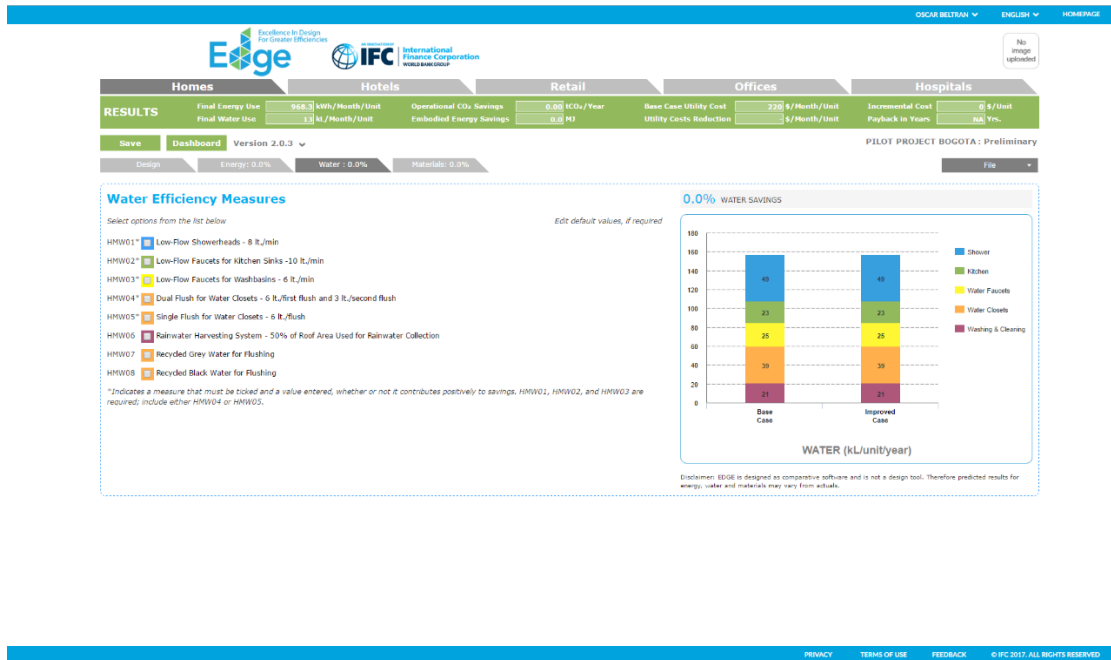 OSCAR BELTRAN ENGLISH HOMEPAGE
Excellence In Design
For Greater Efficiencies
Edge
IFC International
Finance Corporation
WORLD BANK GROUP
No
image
uploaded
Homes Hotels Retail Offices Hospitals
RESULTS
Final Energy Use 968.3 kWh/Month/Unit Operational CO₂ Savings 0.00 tCO₂/Year Base Case Utility Cost 220 $/Month/Unit Incremental Cost 0 $/Unit
Final Water Use 13 kL/Month/Unit Embodied Energy Savings 0.0 MJ Utility Costs Reduction - $/Month/Unit Payback in Years NA Yrs.
Save Dashboard Version 2.0.3 PILOT PROJECT BOGOTA : Preliminary
Design Energy: 0.0% Water : 0.0% Materials: 0.0% File
Water Efficiency Measures
Select options from the list below Edit default values, if required
HMW01* Low-Flow Showerheads - 8 lt./min
HMW02* Low-Flow Faucets for Kitchen Sinks -10 lt./min
HMW03* Low-Flow Faucets for Washbasins - 6 lt./min
HMW04* Dual Flush for Water Closets - 6 lt./first flush and 3 lt./second flush
HMW05* Single Flush for Water Closets - 6 lt./flush
HMW06 Rainwater Harvesting System - 50% of Roof Area Used for Rainwater Collection
HMW07 Recycled Grey Water for Flushing
HMW08 Recycled Black Water for Flushing
*Indicates a measure that must be ticked and a value entered, whether or not it contributes positively to savings. HMW01, HMW02, and HMW03 are
required; include either HMW04 or HMW05.
0.0% WATER SAVINGS
180
160
140
120
100
80
60
40
20
0
49 49
23 23
25 25
39 39
21 21
Base
Case
Improved
Case
Shower
Kitchen
Water Faucets
Water Closets
Washing & Cleaning
WATER (kL/unit/year)
Disclaimer: EDGE is designed as comparative software and is not a design tool. Therefore predicted results for
energy, water and materials may vary from actuals.
PRIVACY TERMS OF USE FEEDBACK © IFC 2017. ALL RIGHTS RESERVED